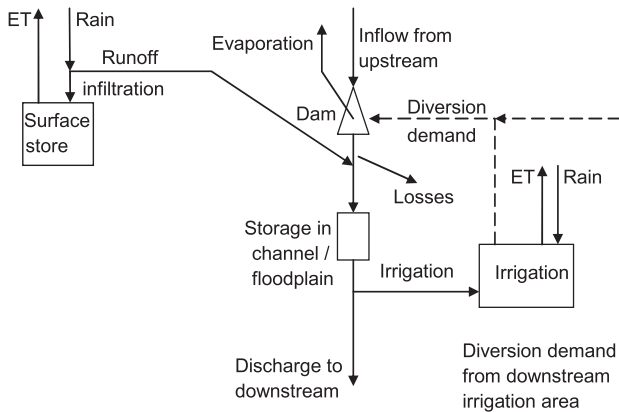 ET
Rain
Runoff
infiltration
Surface
store
Evaporation
Inflow from
upstream
Dam
Diversion
demand
Losses
ET
Rain
Storage in
channel /
floodplain
Irrigation
Irrigation
Discharge to
downstream
Diversion demand
from downstream
irrigation area